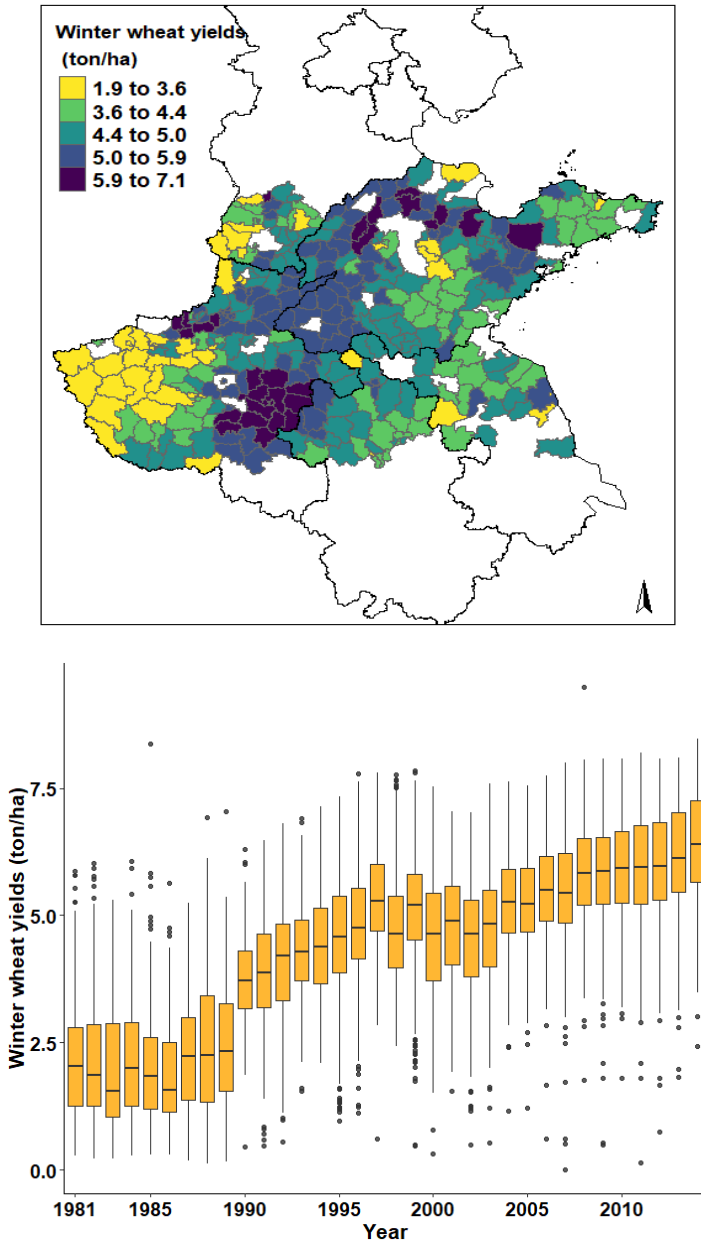 Winter wheat yields
(ton/ha)
1.9 to 3.6
3.6 to 4.4
4.4 to 5.0
5.0 to 5.9
5.9 to 7.1
Winter wheat yields (ton/ha)
7.5
5.0
2.5
0.0
1981
1985
1990
1995
2000
2005
2010
Year